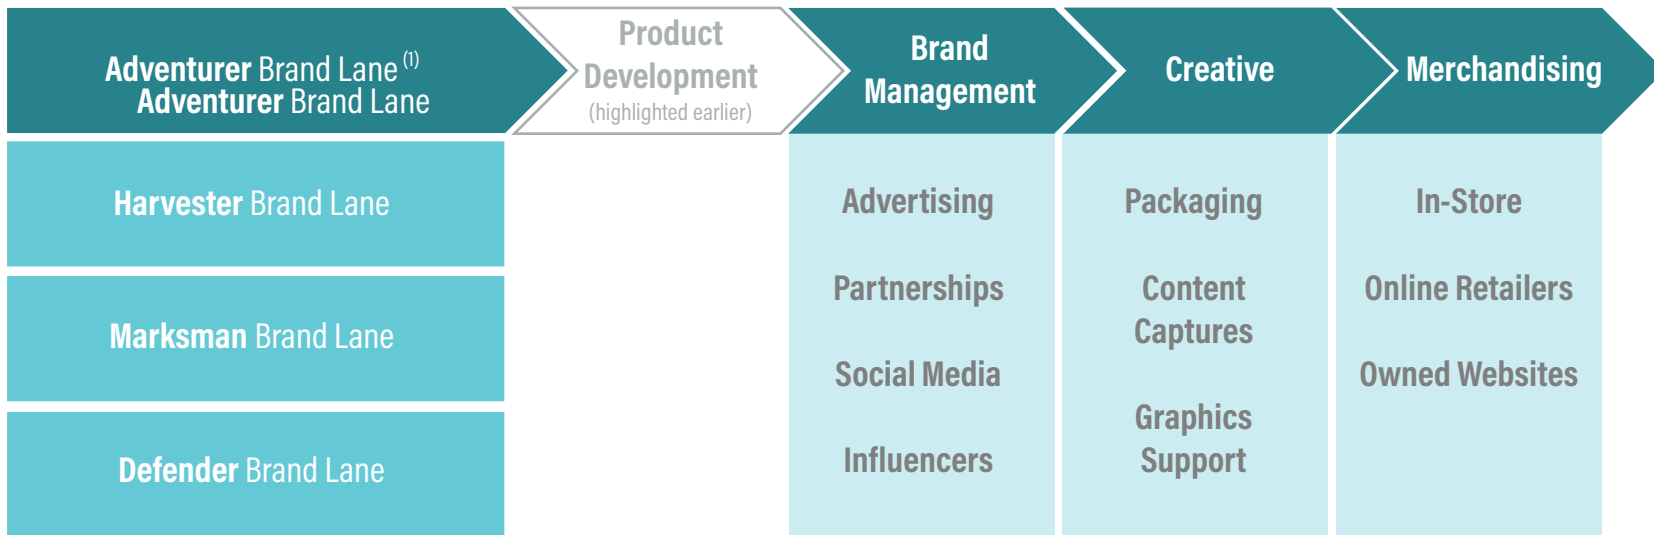 Adventurer Brand Lane (1)
Adventurer Brand Lane
Product
Development
(highlighted earlier)
Brand
Management
Creative
Merchandising
Harvester Brand Lane
Marksman Brand Lane
Defender Brand Lane
Advertising
Partnerships
Social Media
Influencers
Packaging
Content
Captures
Graphics
Support
In-Store
Online Retailers
Owned Websites